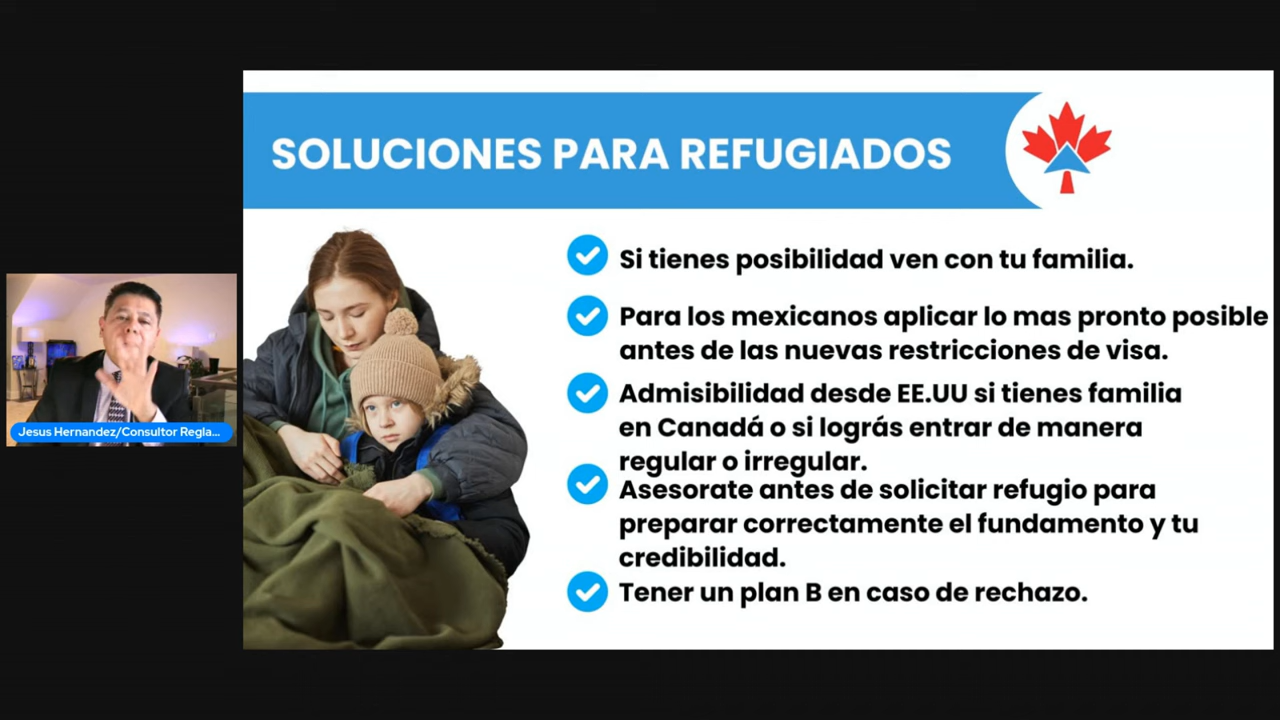 SOLUCIONES PARA REFUGIADOS
Si tienes posibilidad ven con tu familia.
Para los mexicanos aplicar lo mas pronto posible
antes de las nuevas restricciones de visa.
Admisibilidad desde EE.UU si tienes familia
en Canadá o si lográs entrar de manera
regular o irregular.
Asesorate antes de solicitar refugio para
preparar correctamente el fundamento y tu
credibilidad.
Tener un plan B en caso de rechazo.
Jesus Hernandez/Consultor Regla...